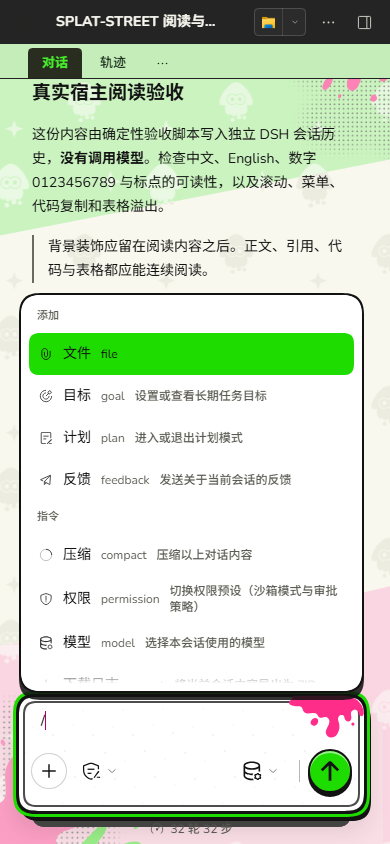 SPLAT-STREET 阅读与...
对话 轨迹 ...
真实宿主阅读验收
这份内容由确定性验收脚本写入独立 DSH 会话历
史，没有调用模型。检查中文、English、数字
0123456789 与标点的可读性，以及滚动、菜单、
代码复制和表格溢出。
背景装饰应留在阅读内容之后。正文、引用、代
码与表格都应能连续阅读。
添加
文件 file
目标 goal 设置或查看长期任务目标
计划 plan 进入或退出计划模式
反馈 feedback 发送关于当前会话的反馈
指令
压缩 compact 压缩以上对话内容
权限 permission 切换权限预设（沙箱模式与审批
策略）
模型 model 选择本会话使用的模型
/
32 轮 32 步